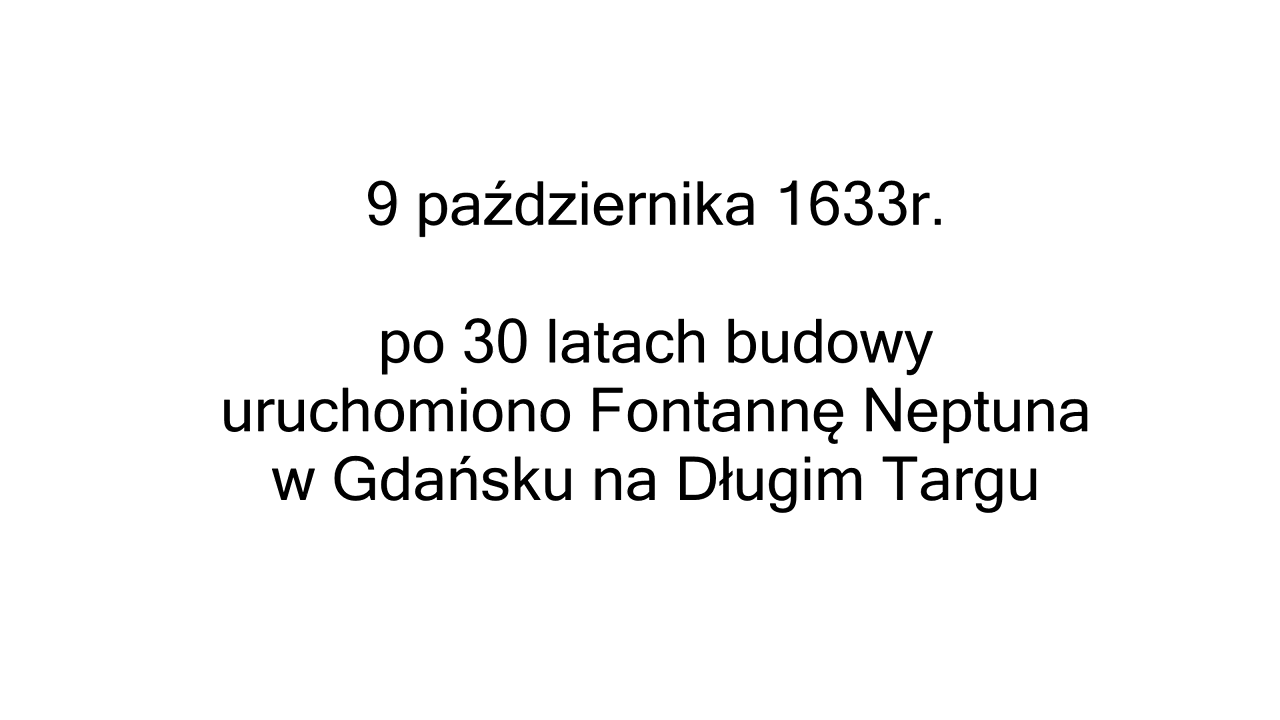 9 października 1633r.
po 30 latach budowy
uruchomiono Fontannę Neptuna
w Gdańsku na Długim Targu